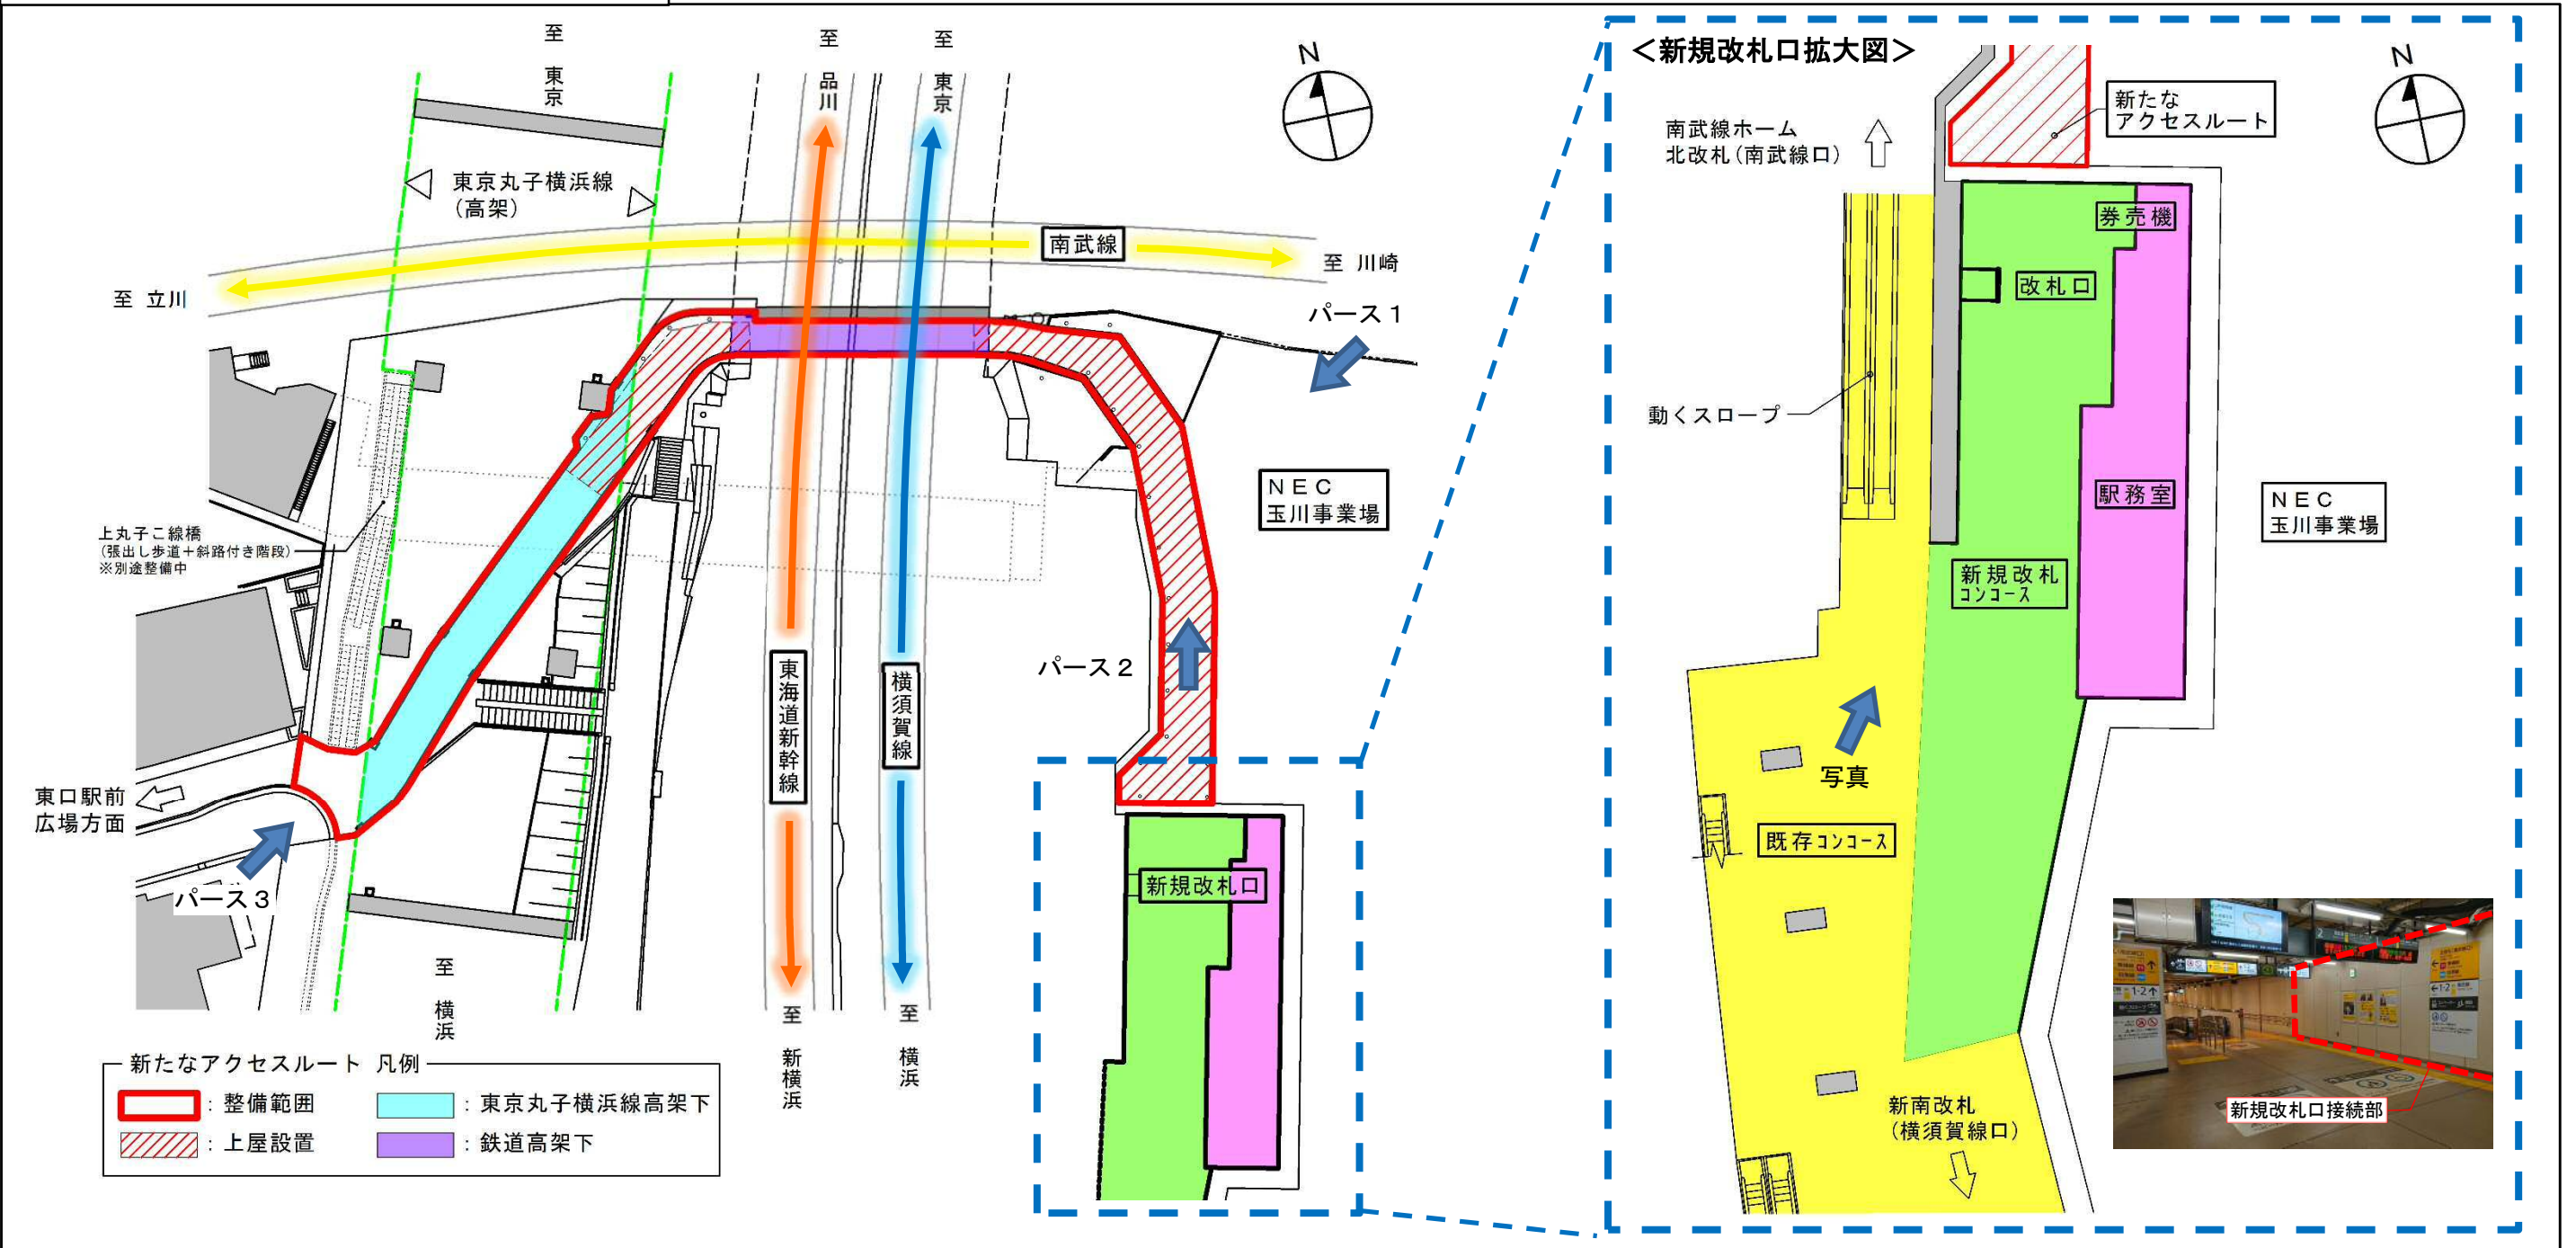 至 東京
至 品川
至 東京
N
東京丸子横浜線
(高架)
南武線
至 川崎
至 立川
パース1
NEC
玉川事業場
上丸子こ線橋
(張出し歩道+斜路付き階段)
※別途整備中
パース2
東海道新幹線
横須賀線
東口駅前
広場方面
パース3
新規改札口
至 横浜
至 新横浜
至 横浜
新たなアクセスルート 凡例
:整備範囲
:東京丸子横浜線高架下
:上屋設置
:鉄道高架下
<新規改札口拡大図>
N
新たな
アクセスルート
南武線ホーム
北改札(南武線口)
券売機
改札口
動くスロープ
駅務室
NEC
玉川事業場
新規改札
コンコース
写真
既存コンコース
新南改札
(横須賀線口)
1-2
←1-2
新規改札口接続部